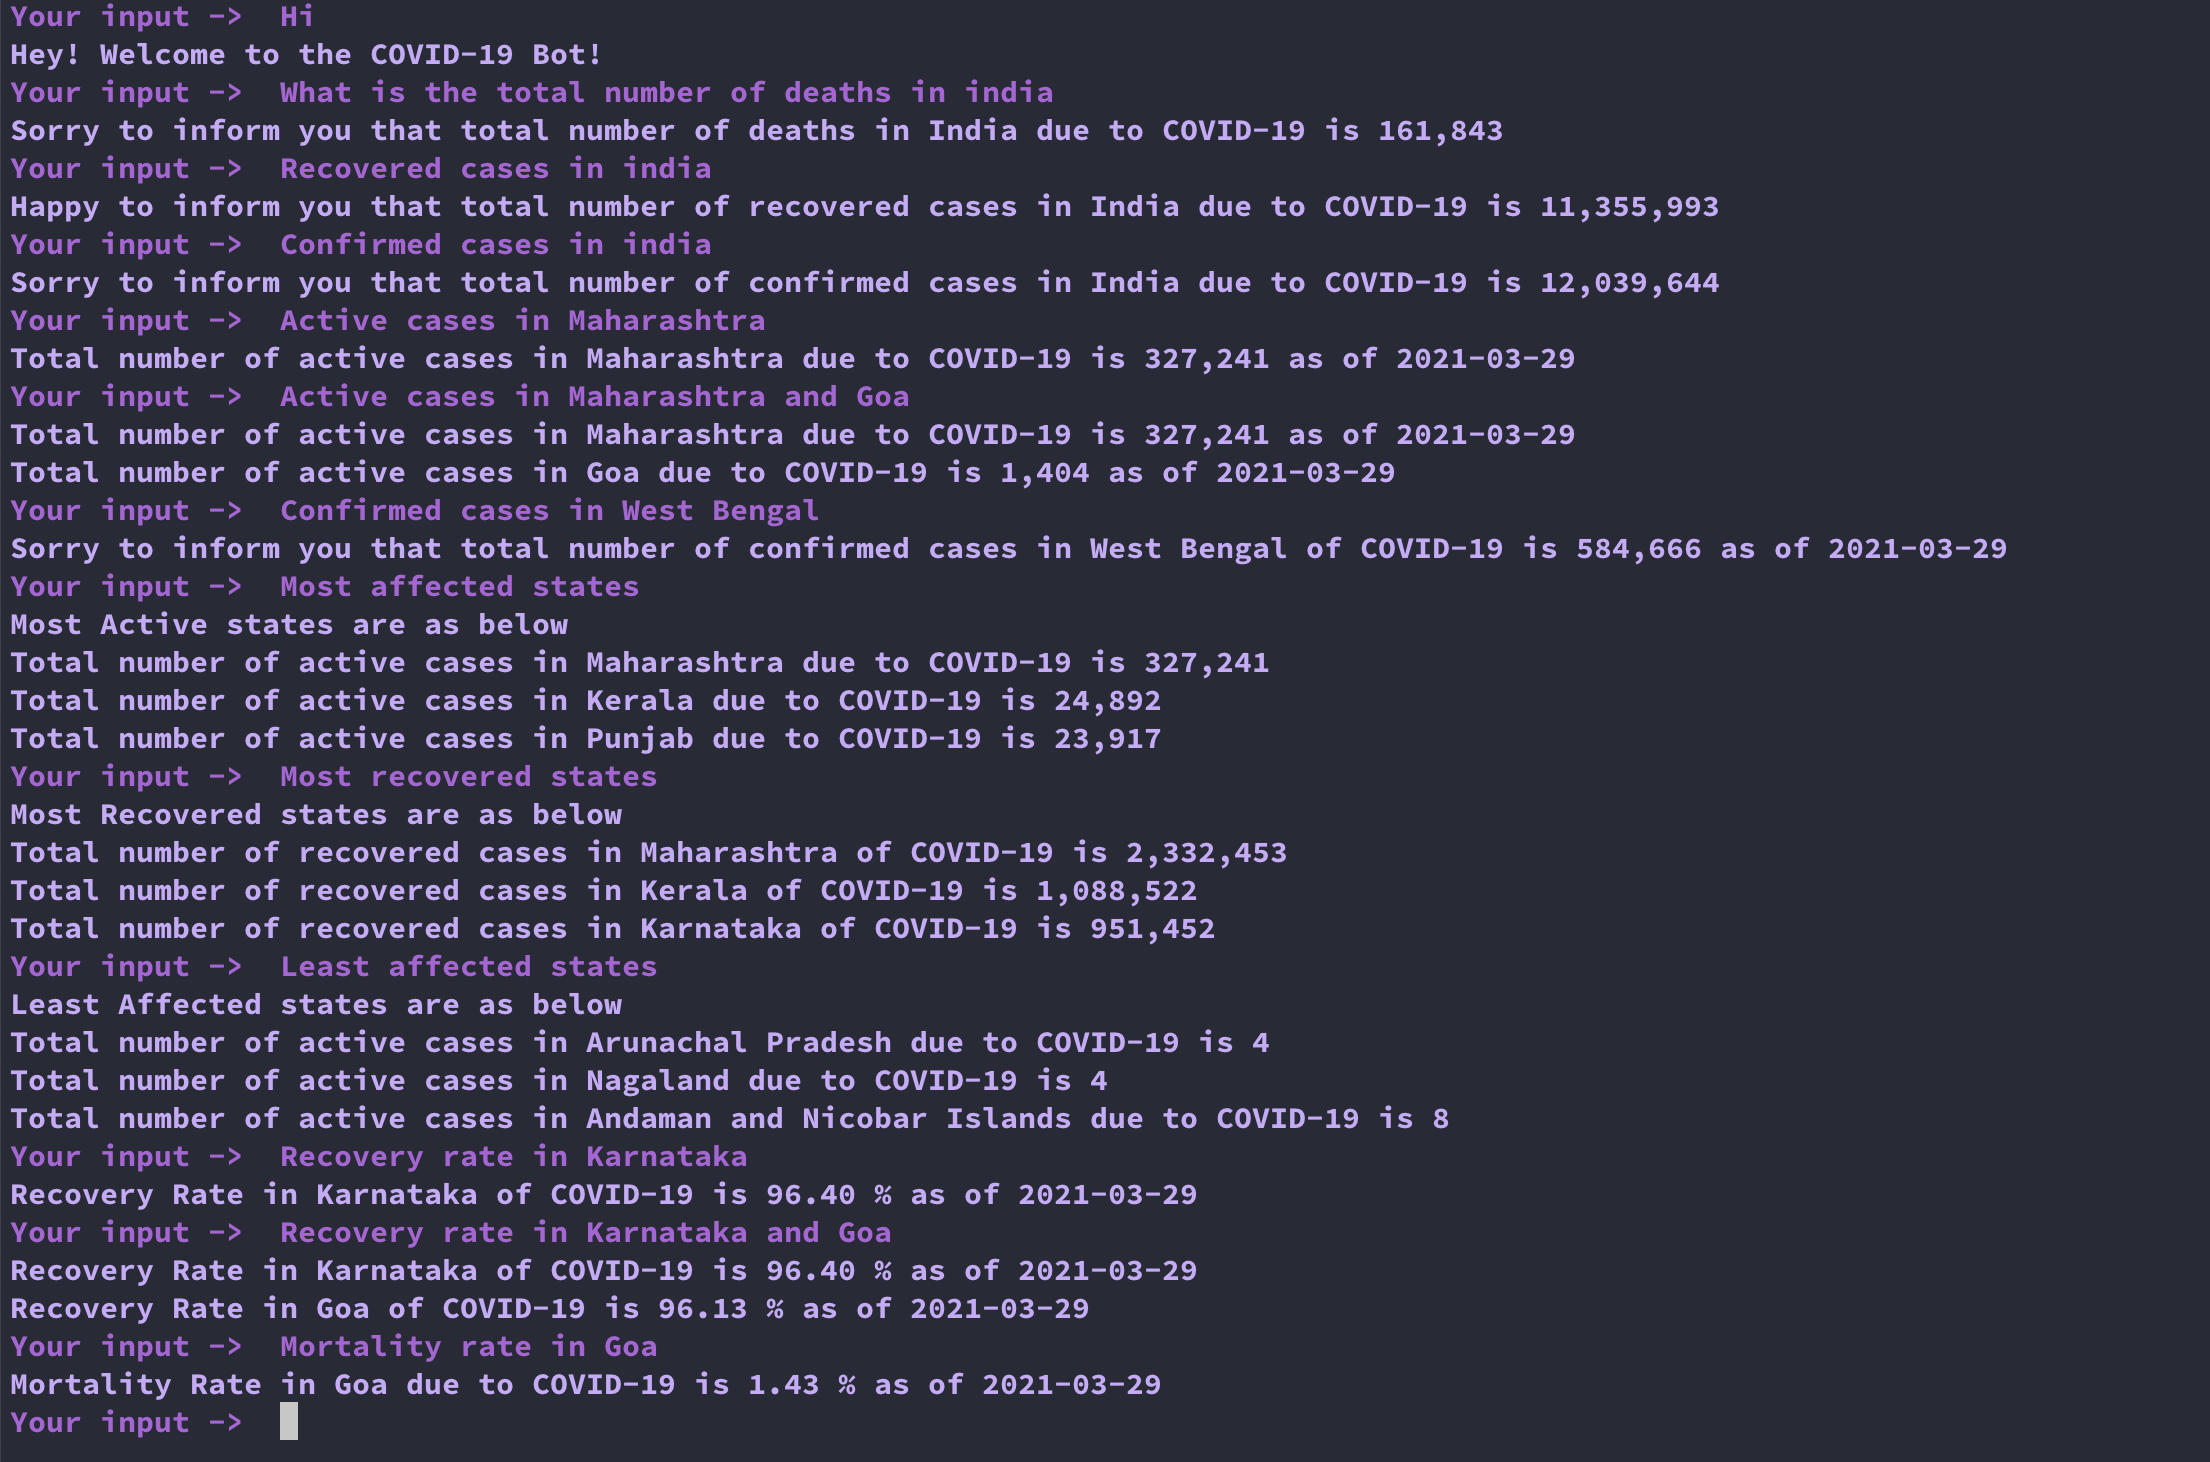 Your input ->  Hi
Hey! Welcome to the COVID-19 Bot!
Your input ->  What is the total number of deaths in india
Sorry to inform you that total number of deaths in India due to COVID-19 is 161,843
Your input ->  Recovered cases in india
Happy to inform you that total number of recovered cases in India due to COVID-19 is 11,355,993
Your input ->  Confirmed cases in india
Sorry to inform you that total number of confirmed cases in India due to COVID-19 is 12,039,644
Your input ->  Active cases in Maharashtra
Total number of active cases in Maharashtra due to COVID-19 is 327,241 as of 2021-03-29
Your input ->  Active cases in Maharashtra and Goa
Total number of active cases in Maharashtra due to COVID-19 is 327,241 as of 2021-03-29
Total number of active cases in Goa due to COVID-19 is 1,404 as of 2021-03-29
Your input ->  Confirmed cases in West Bengal
Sorry to inform you that total number of confirmed cases in West Bengal of COVID-19 is 584,666 as of 2021-03-29
Your input ->  Most affected states
Most Active states are as below
Total number of active cases in Maharashtra due to COVID-19 is 327,241
Total number of active cases in Kerala due to COVID-19 is 24,892
Total number of active cases in Punjab due to COVID-19 is 23,917
Your input ->  Most recovered states
Most Recovered states are as below
Total number of recovered cases in Maharashtra of COVID-19 is 2,332,453
Total number of recovered cases in Kerala of COVID-19 is 1,088,522
Total number of recovered cases in Karnataka of COVID-19 is 951,452
Your input ->  Least affected states
Least Affected states are as below
Total number of active cases in Arunachal Pradesh due to COVID-19 is 4
Total number of active cases in Nagaland due to COVID-19 is 4
Total number of active cases in Andaman and Nicobar Islands due to COVID-19 is 8
Your input ->  Recovery rate in Karnataka
Recovery Rate in Karnataka of COVID-19 is 96.40 % as of 2021-03-29
Your input ->  Recovery rate in Karnataka and Goa
Recovery Rate in Karnataka of COVID-19 is 96.40 % as of 2021-03-29
Recovery Rate in Goa of COVID-19 is 96.13 % as of 2021-03-29
Your input ->  Mortality rate in Goa
Mortality Rate in Goa due to COVID-19 is 1.43 % as of 2021-03-29
Your input ->